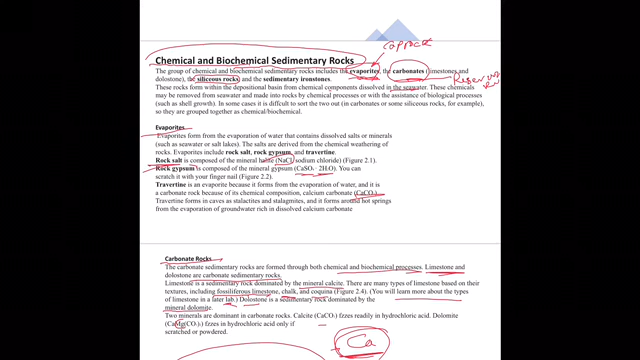 cap rock
Chemical and Biochemical Sedimentary Rocks
The group of chemical and biochemical sedimentary rocks includes the evaporites, the carbonates (limestones and
dolostone), the siliceous rocks and the sedimentary ironstones.
These rocks form within the depositional basin from chemical components dissolved in the seawater. These chemicals
may be removed from seawater and made into rocks by chemical processes or with the assistance of biological processes
(such as shell growth). In some cases it is difficult to sort the two out (in carbonates or some siliceous rocks, for example),
so they are grouped together as chemical/biochemical.
Evaporites
Evaporites form from the evaporation of water that contains dissolved salts or minerals
(such as seawater or salt lakes). The salts are derived from the chemical weathering of
rocks. Evaporites include rock salt, rock gypsum, and travertine.
Rock salt is composed of the mineral halite (NaCl, sodium chloride) (Figure 2.1).
Rock gypsum is composed of the mineral gypsum (CaSO₄ · 2H₂O). You can
scratch it with your finger nail (Figure 2.2).
Travertine is an evaporite because it forms from the evaporation of water, and it is
a carbonate rock because of its chemical composition, calcium carbonate (CaCO₃).
Travertine forms in caves as stalactites and stalagmites, and it forms around hot springs
from the evaporation of groundwater rich in dissolved calcium carbonate
Carbonate Rocks
The carbonate sedimentary rocks are formed through both chemical and biochemical processes. Limestone and
dolostone are carbonate sedimentary rocks.
Limestone is a sedimentary rock dominated by the mineral calcite. There are many types of limestone based on their
textures, including fossiliferous limestone, chalk, and coquina (Figure 2.4). (You will learn more about the types
of limestone in a later lab.) Dolostone is a sedimentary rock dominated by the
mineral dolomite.
Two minerals are dominant in carbonate rocks. Calcite (CaCO₃) fzzes readily in hydrochloric acid. Dolomite
(CaMg(CO₃)₂) fzzes in hydrochloric acid only if
scratched or powdered.
Ca